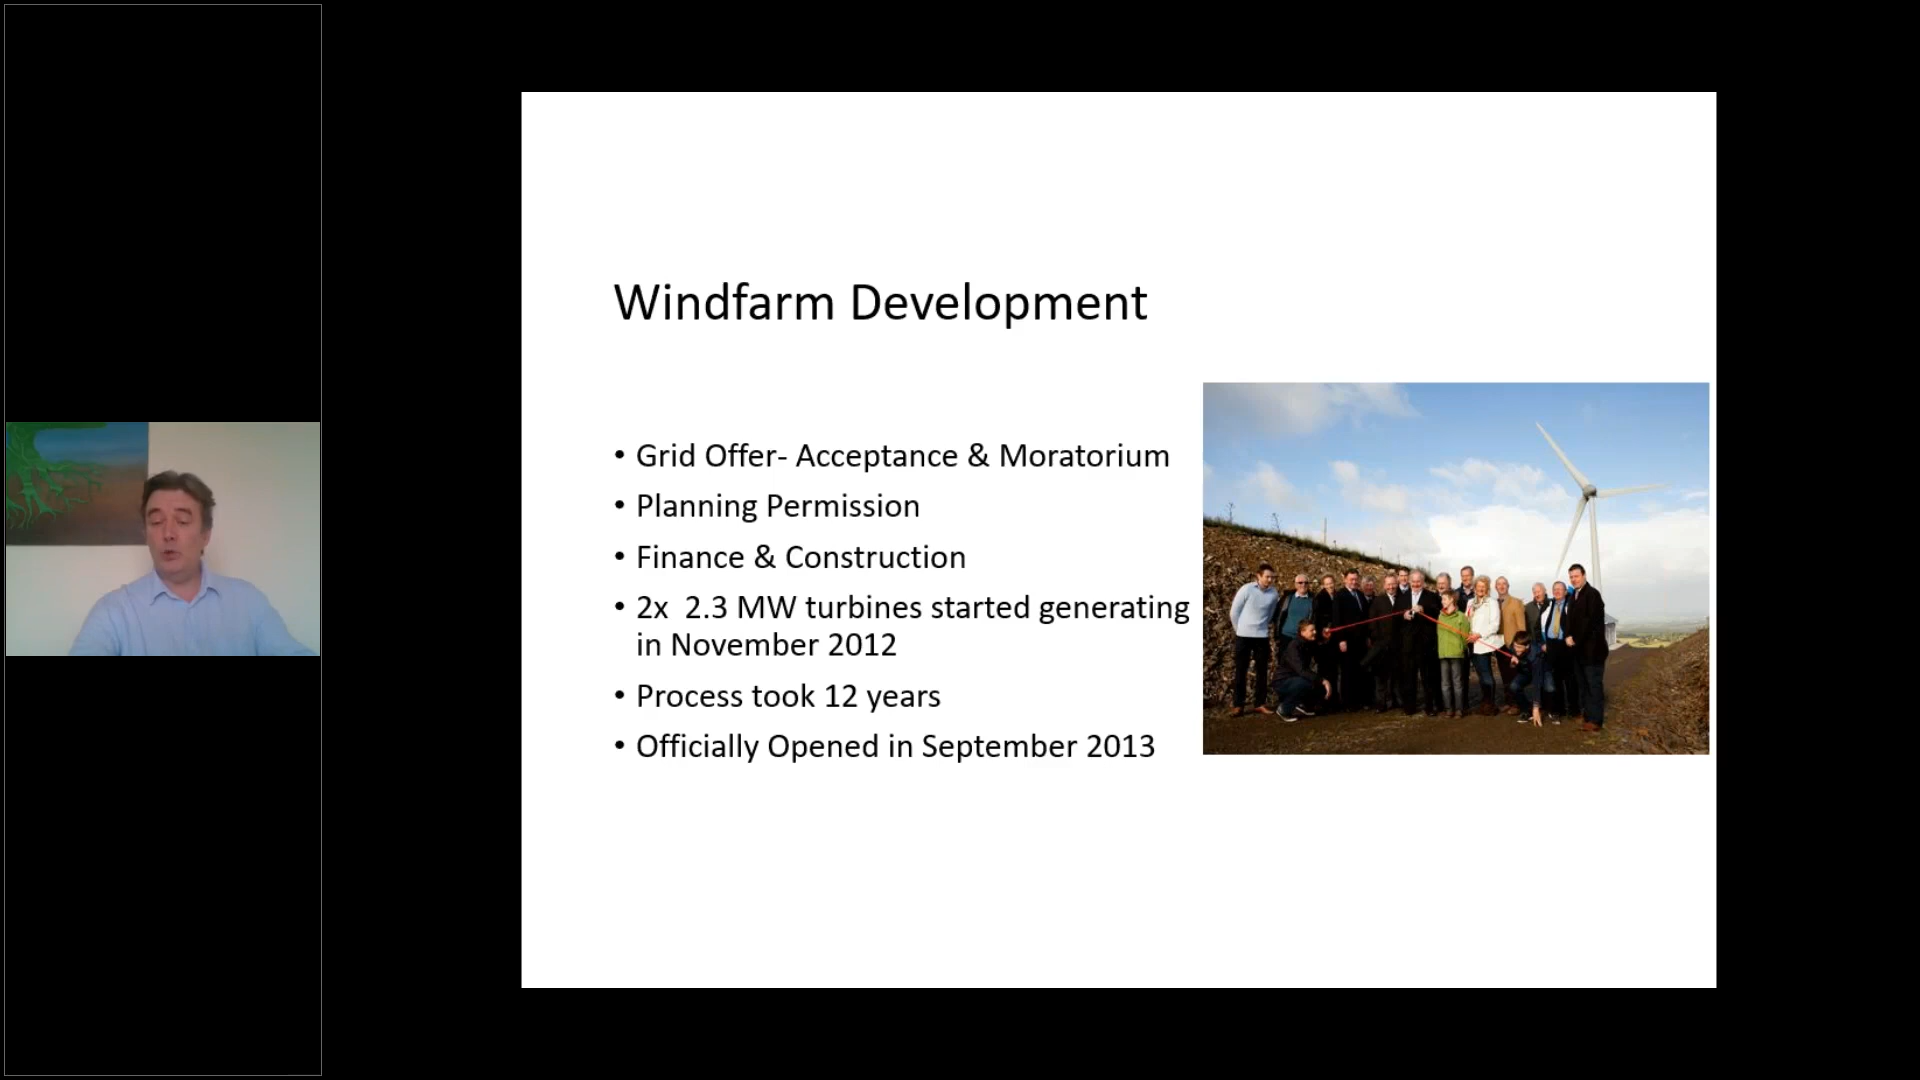 Windfarm Development
• Grid Offer- Acceptance & Moratorium
• Planning Permission
• Finance & Construction
• 2x  2.3 MW turbines started generating
in November 2012
• Process took 12 years
• Officially Opened in September 2013